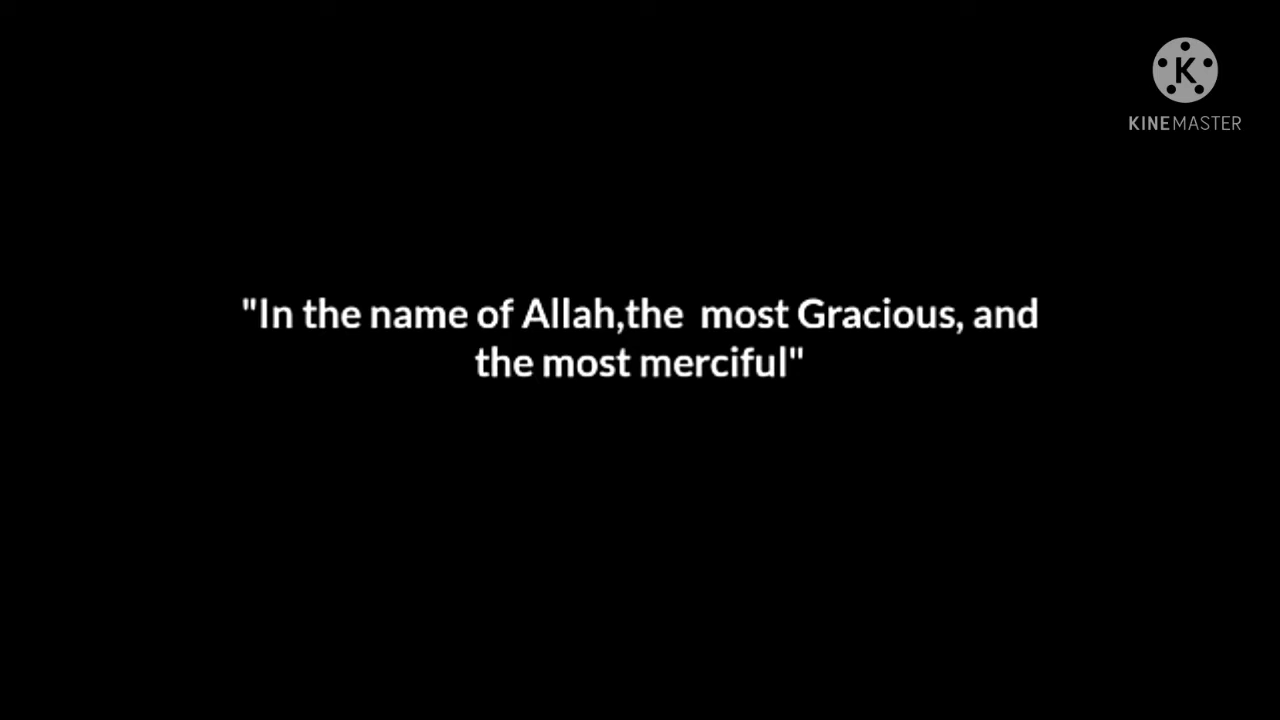 K
KINEMASTER
"In the name of Allah,the  most Gracious, and
the most merciful"